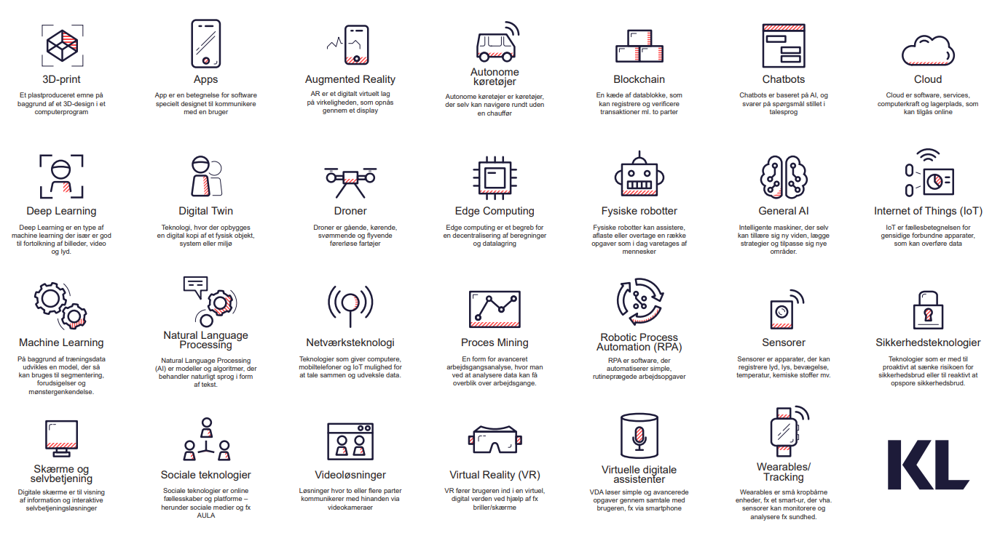 3D-print
Et plastproduceret emne på
baggrund af et 3D-design i et
computerprogram
Apps
App er en betegnelse for software
specielt designet til kommunikere
med en bruger
Augmented Reality
AR er et digitalt virtuelt lag
på virkeligheden, som opnås
gennem et display
Autonome
køretøjer
Autonome køretøjer er køretøjer,
der selv kan navigere rundt uden
en chauffør
Blockchain
En kæde af datablokke, som
kan registrere og verificere
transaktioner ml. to parter
Chatbots
Chatbots er baseret på AI, og
svarer på spørgsmål stillet i
talesprog
Cloud
Cloud er software, services,
computerkraft og lagerplads, som
kan tilgås online
Deep Learning
Deep Learning er en type af
machine learning der især er god
til fortolkning af billeder, video
og lyd.
Digital Twin
Teknologi, hvor der opbygges
en digital kopi af et fysisk objekt,
system eller miljø
Droner
Droner er gående, kørende,
svømmende og flyvende
førerløse fartøjer
Edge Computing
Edge computing er et begreb for
en decentralisering af beregninger
og datalagring
Fysiske robotter
Fysiske robotter kan assistere,
aflaste eller overtage en række
opgaver som i dag varetages af
mennesker
General AI
Intelligente maskiner, der selv
kan tillære sig ny viden, lægge
strategier og tilpasse sig nye
områder.
Internet of Things (IoT)
IoT er fællesbetegnelsen for
gensidige forbundne apparater,
som kan overføre data
Machine Learning
På baggrund af træningsdata
udvikles en model, der så
kan bruges til segmentering,
forudsigelser og
mønstergenkendelse.
Natural Language
Processing
Natural Language Processing
(AI) er modeller og algoritmer, der
behandler naturligt sprog i form
af tekst.
Netværksteknologi
Teknologier som giver computere,
mobiltelefoner og IoT mulighed for
at tale sammen og udveksle data.
Proces Mining
En form for avanceret
arbejdsgangsanalyse, hvor man
ved at analysere data kan få
overblik over arbejdsgange.
Robotic Process
Automation (RPA)
RPA er software, der
automatiserer simple,
rutineprægede arbejdsopgaver
Sensorer
Sensorer er apparater, der kan
registrere lyd, lys, bevægelse,
temperatur, kemiske stoffer mv.
Sikkerhedsteknologier
Teknologier som er med til
proaktivt at sænke risikoen for
sikkerhedsbrud eller til reaktivt at
opspore sikkerhedsbrud.
Skærme og
selvbetjening
Digitale skærme er til visning
af information og interaktive
selvbetjeningsløsninger
Sociale teknologier
Sociale teknologier er online
fællesskaber og platforme –
herunder sociale medier og fx
AULA
Videoløsninger
Løsninger hvor to eller flere parter
kommunikerer med hinanden via
videokameraer
Virtual Reality (VR)
VR fører brugeren ind i en virtuel,
digital verden ved hjælp af fx
briller/skærme
Virtuelle digitale
assistenter
VDA løser simple og avancerede
opgaver gennem samtale med
brugeren, fx via smartphone
Wearables/
Tracking
Wearables er små kropbårne
enheder, fx et smart-ur, der vha.
sensorer kan monitorere og
analysere fx sundhed.
KL